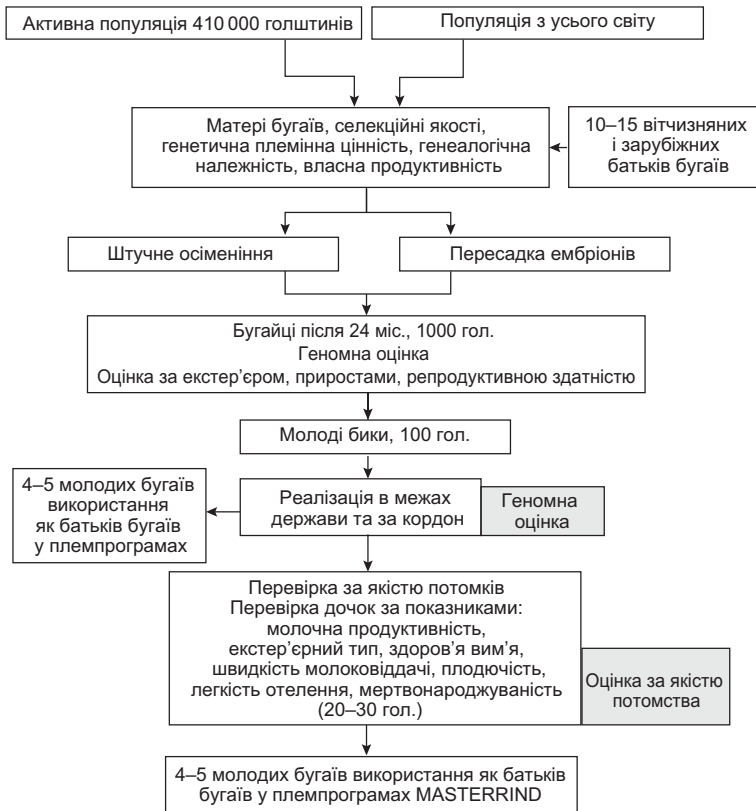 Активна популяція 410 000 голштинів
Популяція з усього світу
Матері бугаїв, селекційні якості,
генетична племінна цінність, генеалогічна
належність, власна продуктивність
10–15 вітчизняних
і зарубіжних
батьків бугаїв
Штучне осіменіння
Пересадка ембріонів
Бугайці після 24 міс., 1000 гол.
Геномна оцінка
Оцінка за екстер’єром, приростами, репродуктивною здатністю
Молоді бики, 100 гол.
4–5 молодих бугаїв
використання
як батьків бугаїв
у племпрограмах
Реалізація в межах
держави та за кордон
Геномна
оцінка
Перевірка за якістю потомків
Перевірка дочок за показниками:
молочна продуктивність,
екстер’єрний тип, здоров’я вим’я,
швидкість молоковіддачі, плодючість,
легкість отелення, мертвонароджуваність
(20–30 гол.)
Оцінка за якістю
потомства
4–5 молодих бугаїв використання як батьків
бугаїв у племпрограмах MASTERRIND